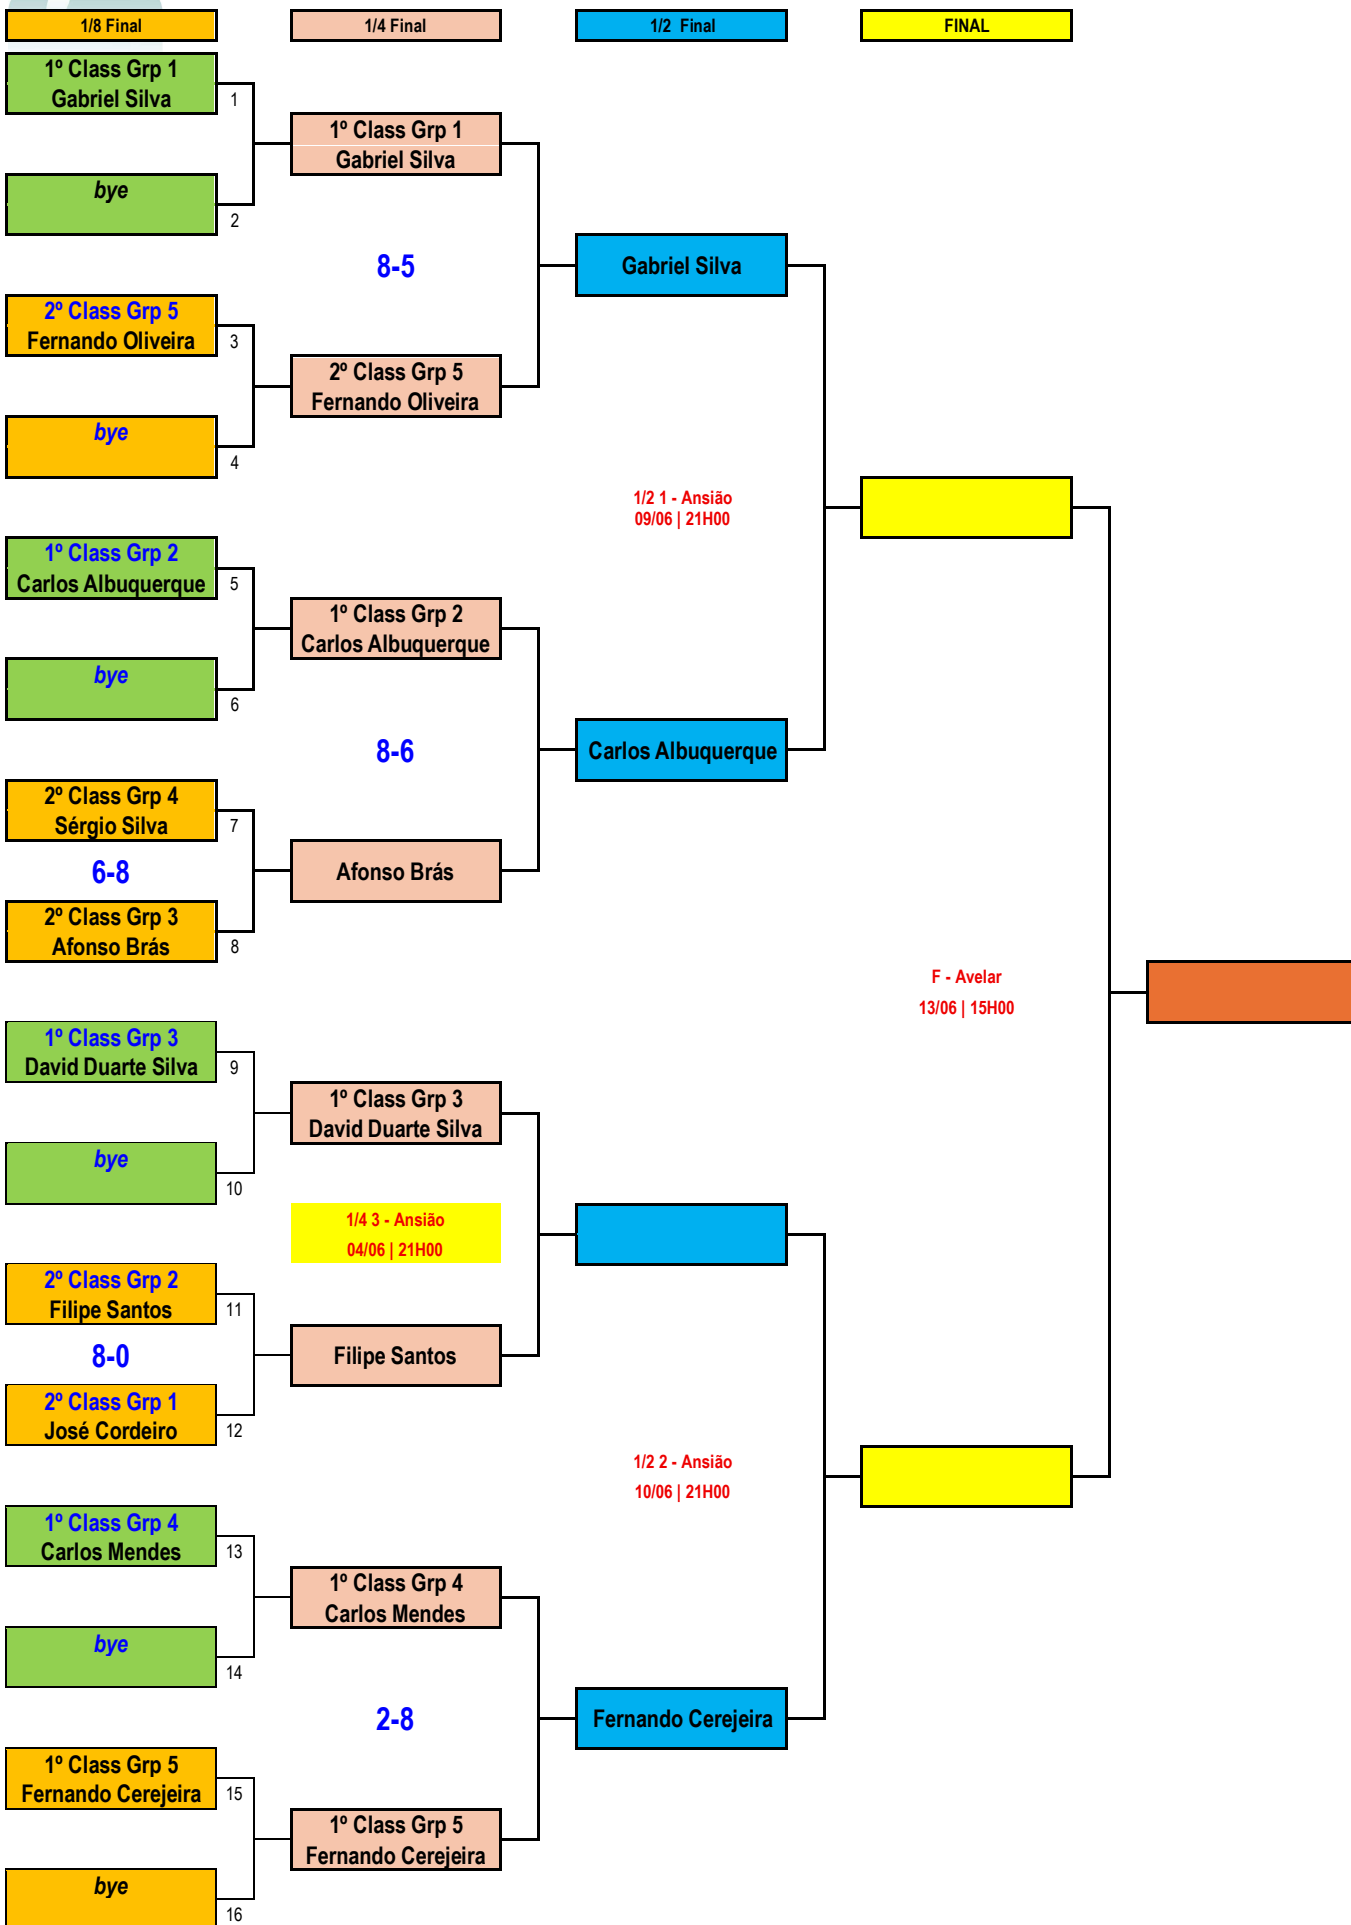 1/8 Final
1/4 Final
1/2 Final
FINAL
1º Class Grp 1
Gabriel Silva
1
bye
2
2º Class Grp 5
Fernando Oliveira
3
bye
4
1º Class Grp 2
Carlos Albuquerque
5
bye
6
2º Class Grp 4
Sérgio Silva
7
6-8
2º Class Grp 3
Afonso Brás
8
1º Class Grp 3
David Duarte Silva
9
bye
10
2º Class Grp 2
Filipe Santos
11
8-0
2º Class Grp 1
José Cordeiro
12
1º Class Grp 4
Carlos Mendes
13
bye
14
1º Class Grp 5
Fernando Cerejeira
15
bye
16
1º Class Grp 1
Gabriel Silva
8-5
2º Class Grp 5
Fernando Oliveira
1º Class Grp 2
Carlos Albuquerque
8-6
Afonso Brás
1º Class Grp 3
David Duarte Silva
1/4 3 - Ansião
04/06 | 21H00
Filipe Santos
1º Class Grp 4
Carlos Mendes
2-8
1º Class Grp 5
Fernando Cerejeira
Gabriel Silva
1/2 1 - Ansião
09/06 | 21H00
Carlos Albuquerque
1/2 2 - Ansião
10/06 | 21H00
Fernando Cerejeira
F - Avelar
13/06 | 15H00